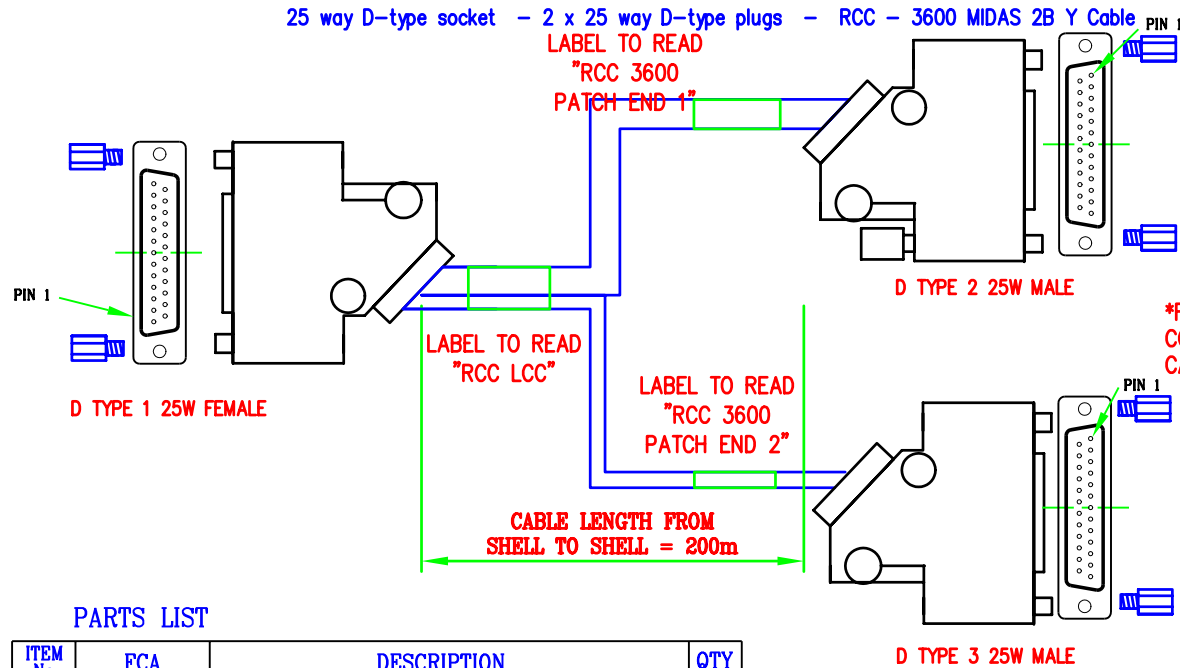 25 way D-type socket - 2 x 25 way D-type plugs - RCC - 3600 MIDAS 2B Y Cable
PIN 1
LABEL TO READ
"RCC 3600
PATCH END 1"
PIN 1
D TYPE 2 25W MALE
LABEL TO READ
"RCC LCC"
D TYPE 1 25W FEMALE
LABEL TO READ
"RCC 3600
PATCH END 2"
PIN 1
CABLE LENGTH FROM
SHELL TO SHELL = 200m
D TYPE 3 25W MALE
PARTS LIST
ITEM
FCA
DESCRIPTION
QTY